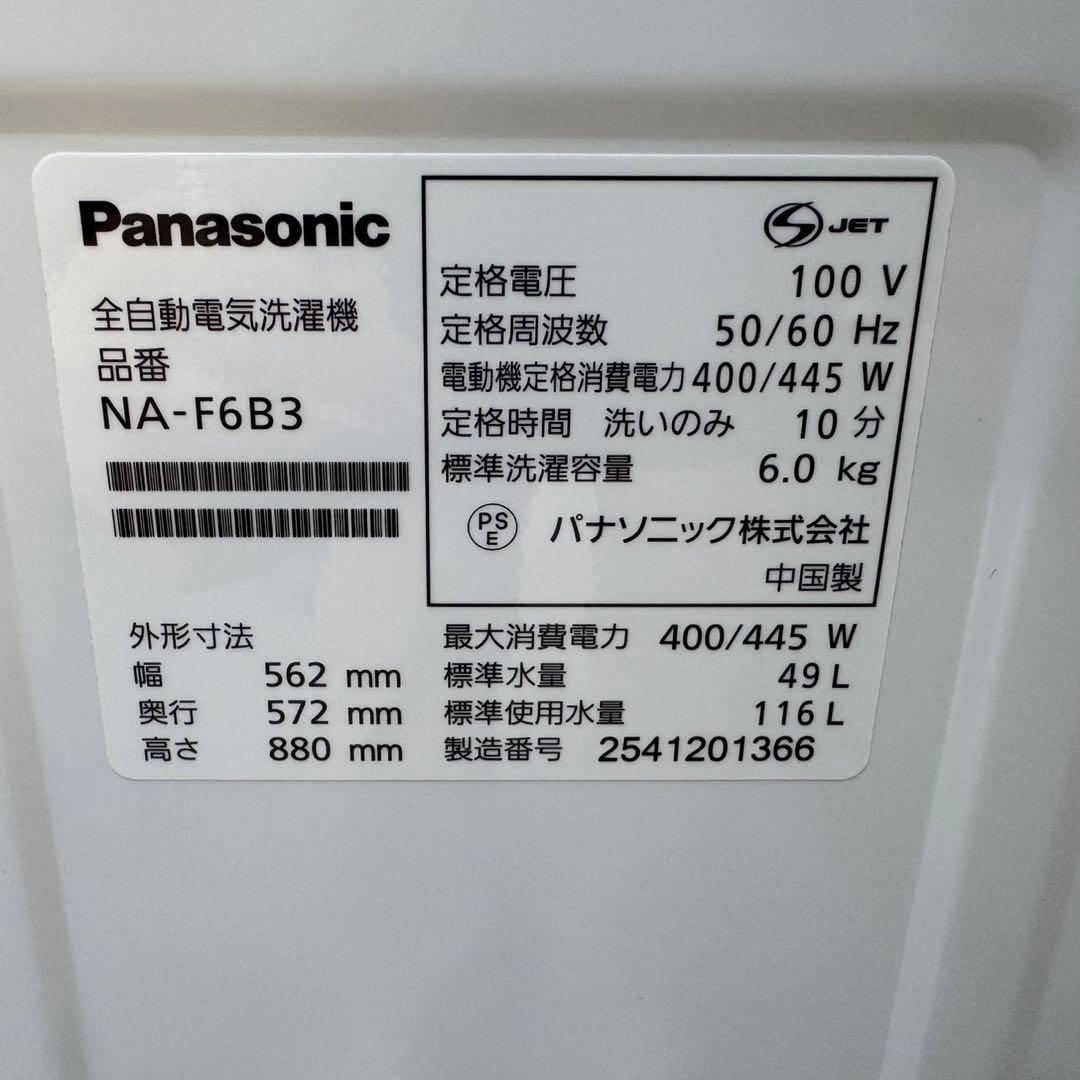 Panasonic
全自動電気洗濯機
品番
NA-F6B3
S JET
定格電圧 100 V
定格周波数 50/60 Hz
電動機定格消費電力 400/445 W
定格時間 洗いのみ 10 分
標準洗濯容量 6.0 kg
PS E パナソニック株式会社
中国製
外形寸法
幅 562 mm
奥行 572 mm
高さ 880 mm
最大消費電力 400/445 W
標準水量 49 L
標準使用水量 116 L
製造番号 2541201366